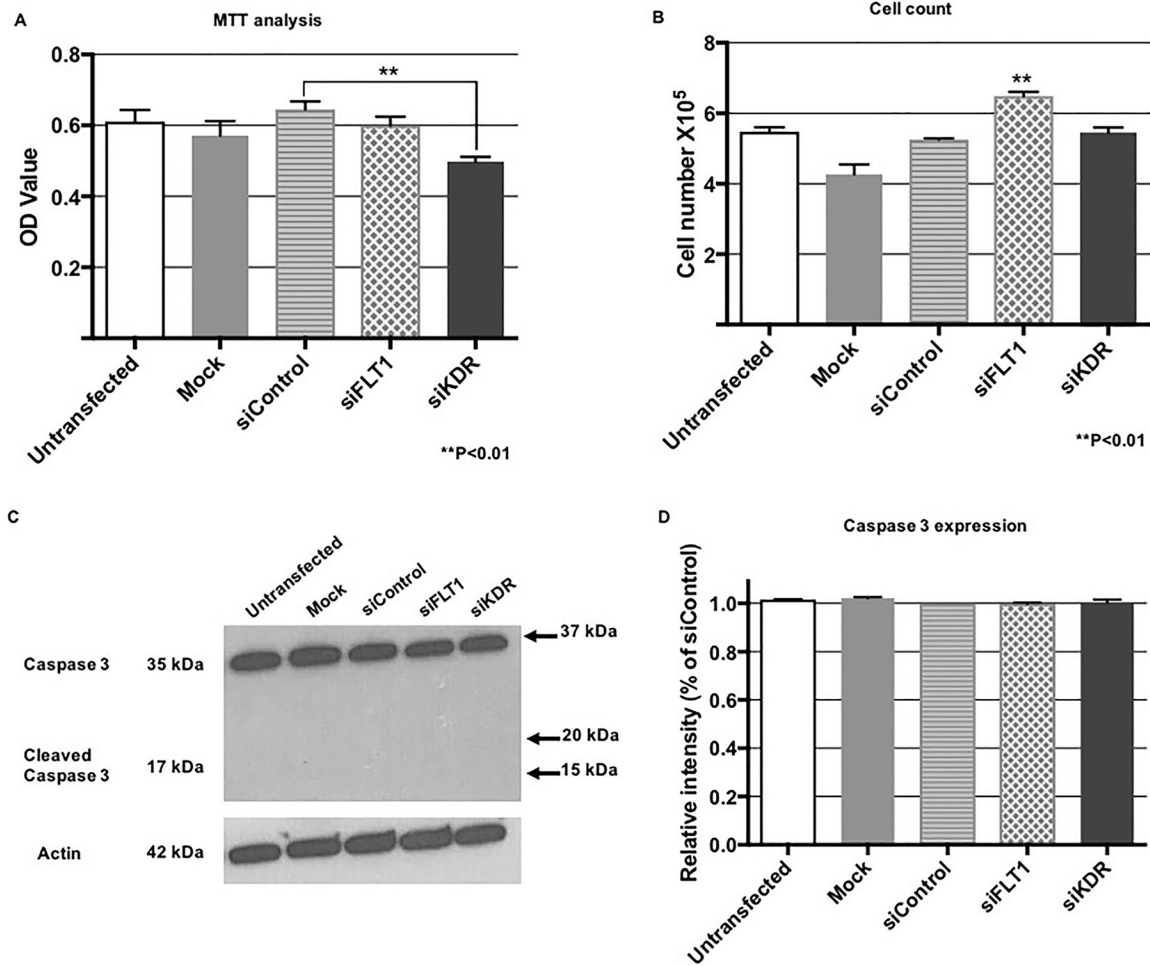 A
MTT analysis
OD Value
0.8
0.6
0.4
0.2
**
Untransfected
Mock
siControl
siFLT1
siKDR
**P<0.01
B
Cell count
Cell number X10⁵
8
6
4
2
**
Untransfected
Mock
siControl
siFLT1
siKDR
**P<0.01
C
Untransfected
Mock
siControl
siFLT1
siKDR
Caspase 3 35 kDa
37 kDa
20 kDa
Cleaved
Caspase 3
17 kDa
15 kDa
Actin 42 kDa
D
Caspase 3 expression
Relative intensity (% of siControl)
1.0
0.8
0.6
0.4
0.2
0.0
Untransfected
Mock
siControl
siFLT1
siKDR